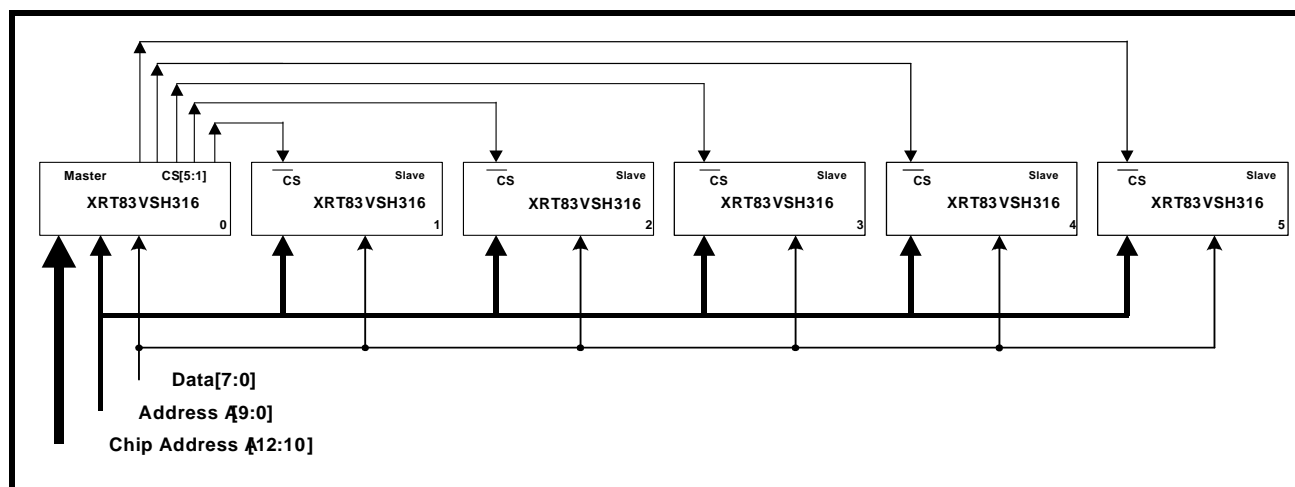 Master CS[5:1]
XRT83VSH316
0
CS Slave
XRT83VSH316
1
CS Slave
XRT83VSH316
2
CS Slave
XRT83VSH316
3
CS Slave
XRT83VSH316
4
CS Slave
XRT83VSH316
5
Data[7:0]
Address A[9:0]
Chip Address A[12:10]